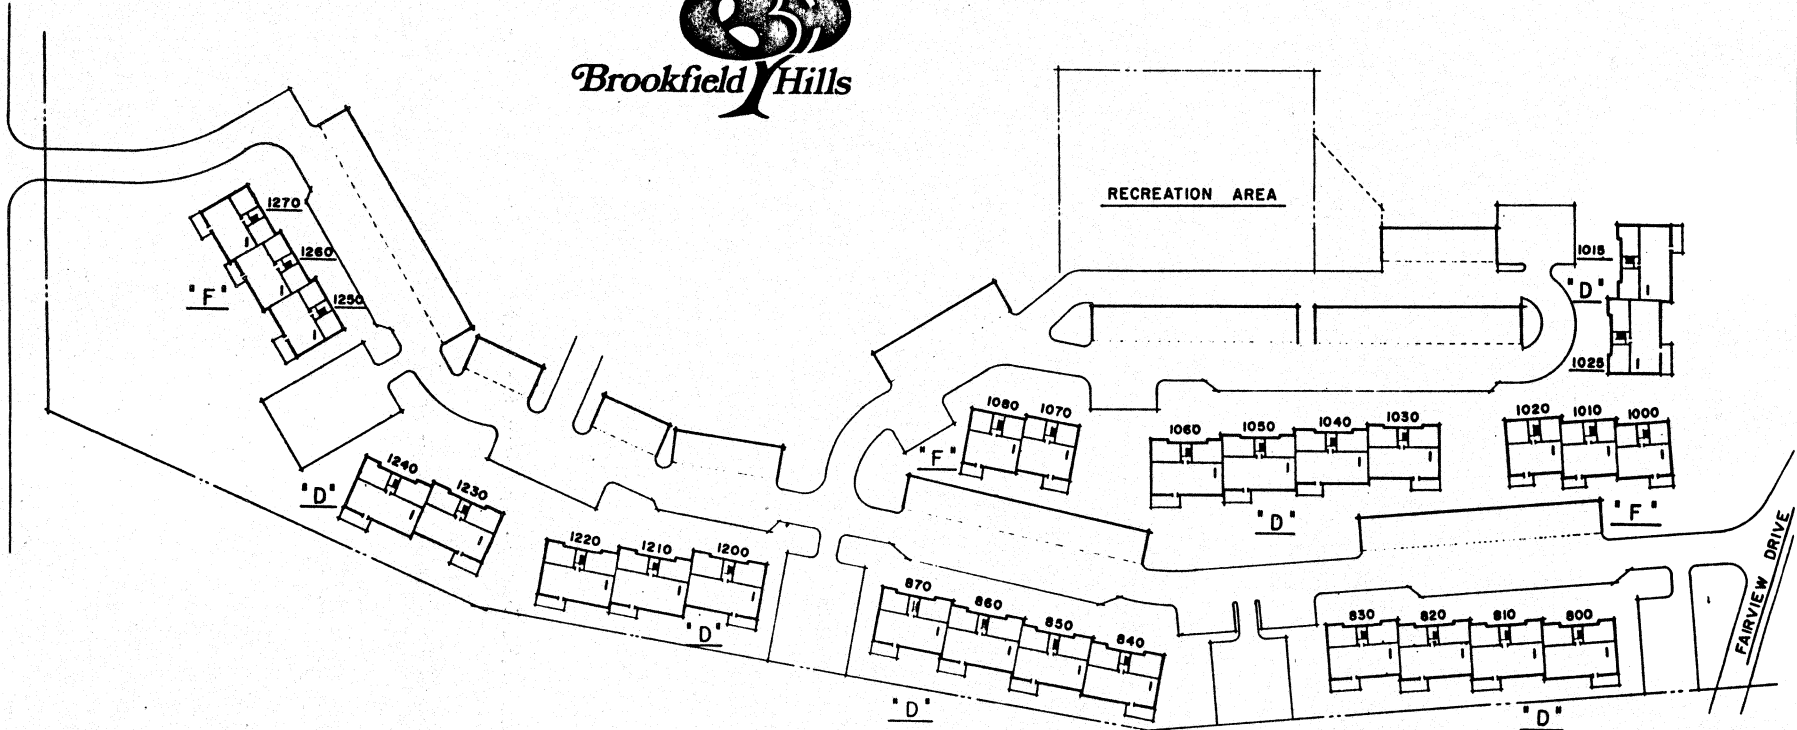 Brookfield Hills
RECREATION AREA
1270
1260
1250
"F"
1015
"D"
1025
1080 1070
"F"
1060 1050 1040 1030
"D"
1020 1010 1000
"F"
1240
1230
"D"
1220 1210 1200
"D"
870 860 850 840
"D"
830 820 810 800
"D"
FAIRVIEW DRIVE